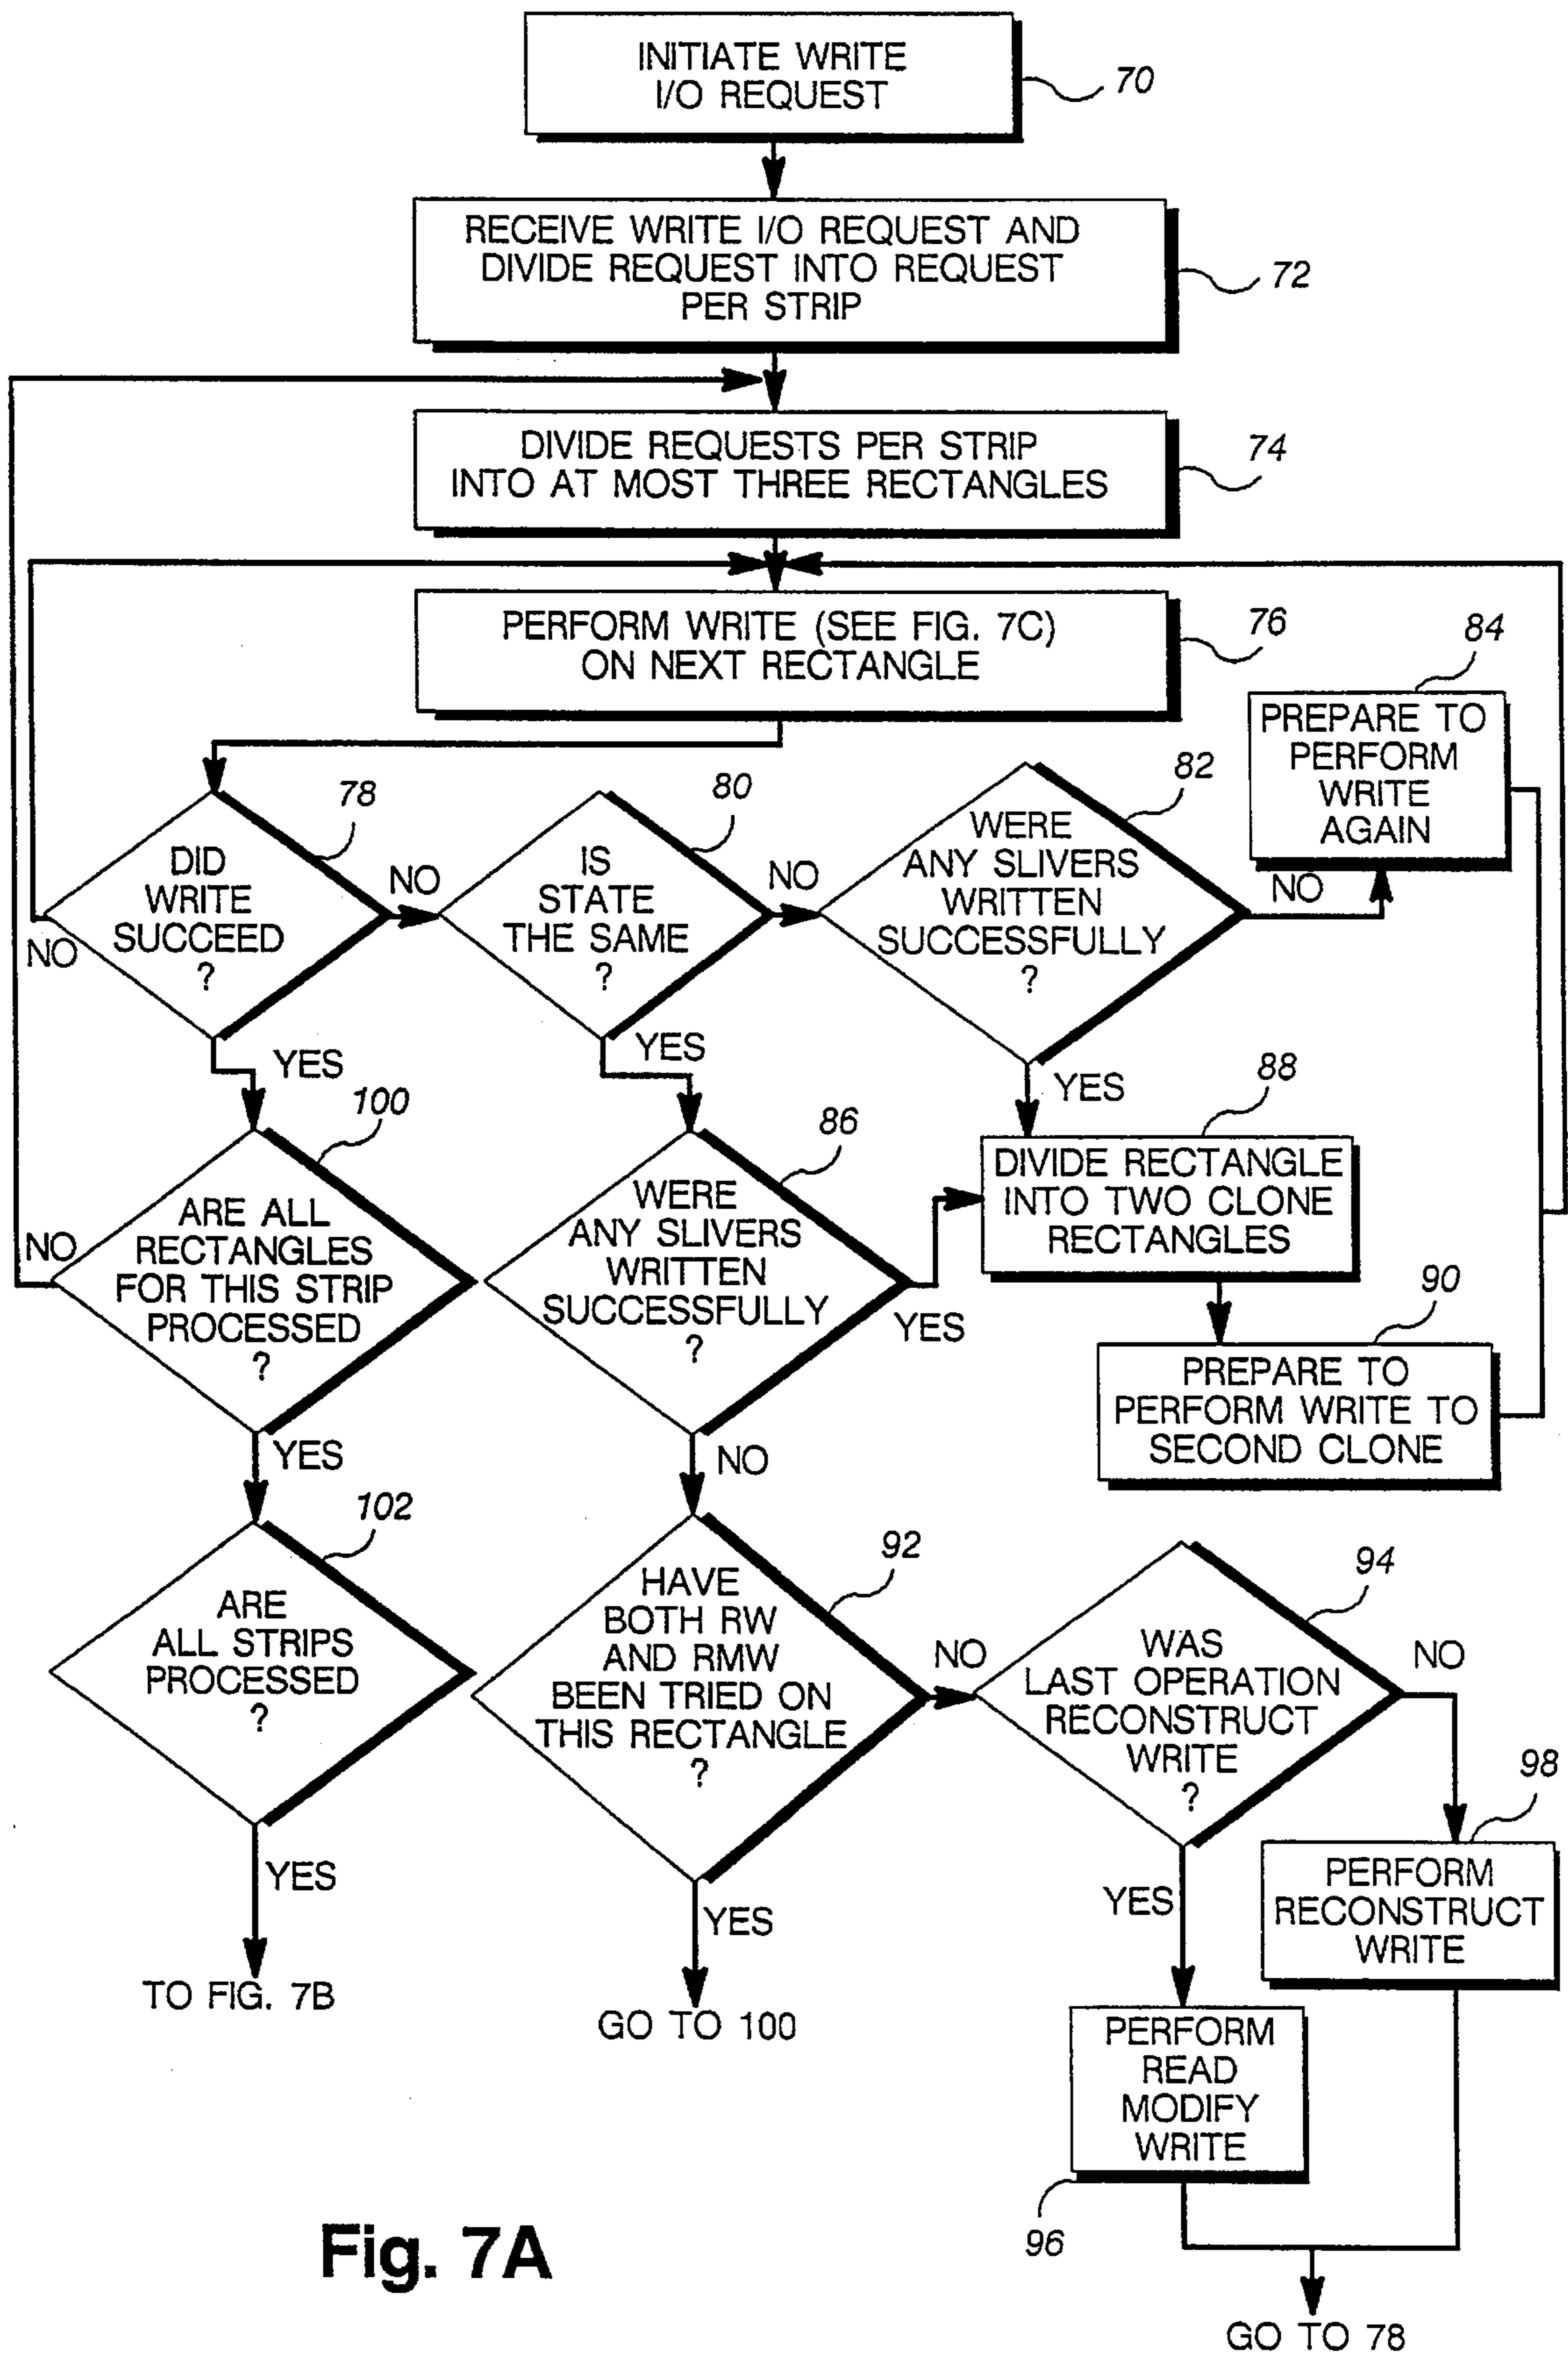 INITIATE WRITE
I/O REQUEST
70
RECEIVE WRITE I/O REQUEST AND
DIVIDE REQUEST INTO REQUEST
PER STRIP
72
DIVIDE REQUESTS PER STRIP
INTO AT MOST THREE RECTANGLES
74
PERFORM WRITE (SEE FIG. 7C)
ON NEXT RECTANGLE
76
84
PREPARE TO
PERFORM
WRITE
AGAIN
78
DID
WRITE
SUCCEED
?
NO
NO
YES
80
IS
STATE
THE SAME
?
NO
YES
82
WERE
ANY SLIVERS
WRITTEN
SUCCESSFULLY
?
NO
YES
100
ARE ALL
RECTANGLES
FOR THIS STRIP
PROCESSED
?
NO
YES
86
WERE
ANY SLIVERS
WRITTEN
SUCCESSFULLY
?
YES
NO
88
DIVIDE RECTANGLE
INTO TWO CLONE
RECTANGLES
90
PREPARE TO
PERFORM WRITE TO
SECOND CLONE
102
ARE
ALL STRIPS
PROCESSED
?
YES
TO FIG. 7B
92
HAVE
BOTH RW
AND RMW
BEEN TRIED ON
THIS RECTANGLE
?
NO
YES
GO TO 100
94
WAS
LAST OPERATION
RECONSTRUCT
WRITE
?
NO
YES
98
PERFORM
RECONSTRUCT
WRITE
PERFORM
READ
MODIFY
WRITE
96
GO TO 78
Fig. 7A